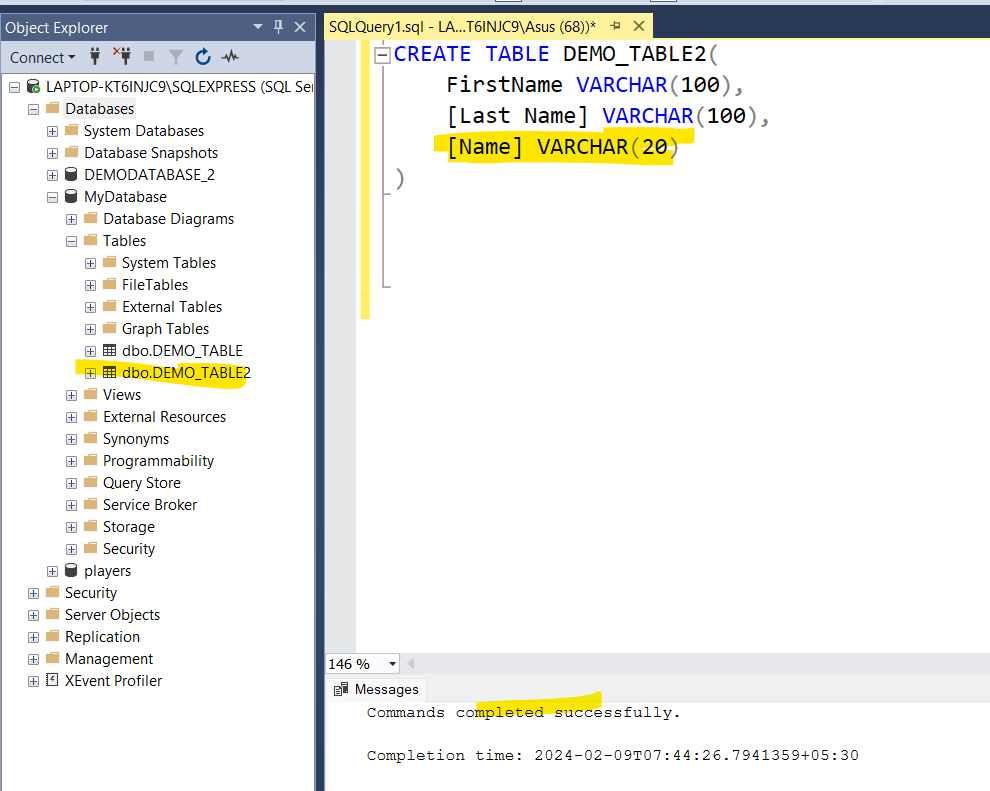 Object Explorer
Connect
LAPTOP-KT6INJC9\SQLEXPRESS (SQL Ser
Databases
System Databases
Database Snapshots
DEMODATABASE_2
MyDatabase
Database Diagrams
Tables
System Tables
FileTables
External Tables
Graph Tables
dbo.DEMO_TABLE
dbo.DEMO_TABLE2
Views
External Resources
Synonyms
Programmability
Query Store
Service Broker
Storage
Security
players
Security
Server Objects
Replication
Management
XEvent Profiler
SQLQuery1.sql - LA...T6INJC9\Asus (68))*
CREATE TABLE DEMO_TABLE2(
FirstName VARCHAR(100),
[Last Name] VARCHAR(100),
[Name] VARCHAR(20)
)
146 %
Messages
Commands completed successfully.
Completion time: 2024-02-09T07:44:26.7941359+05:30